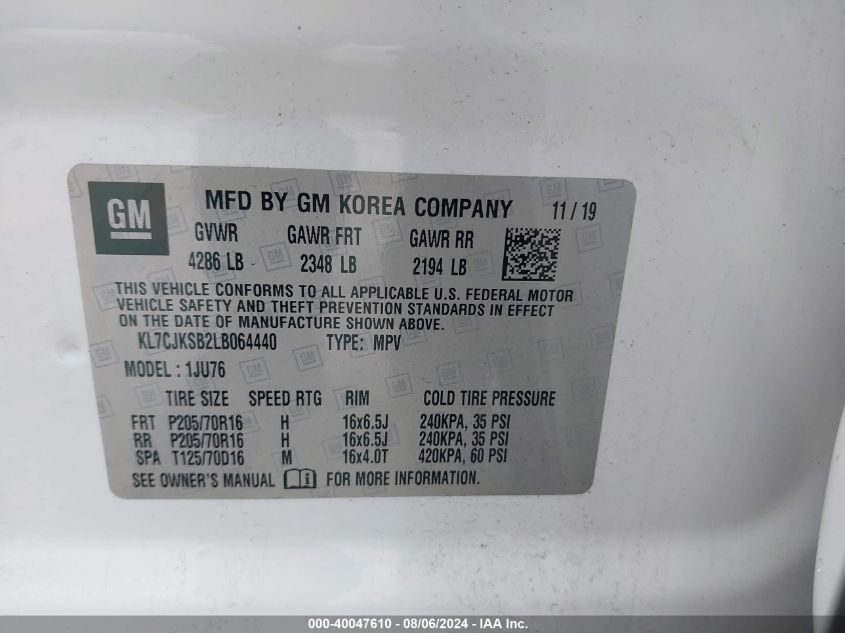 GM MFD BY GM KOREA COMPANY 11 / 19
GVWR GAWR FRT GAWR RR
4286 LB 2348 LB 2194 LB
THIS VEHICLE CONFORMS TO ALL APPLICABLE U.S. FEDERAL MOTOR
VEHICLE SAFETY AND THEFT PREVENTION STANDARDS IN EFFECT
ON THE DATE OF MANUFACTURE SHOWN ABOVE.
KL7CJKSB2LB064440 TYPE: MPV
MODEL : 1JU76
TIRE SIZE SPEED RTG RIM COLD TIRE PRESSURE
FRT P205/70R16 H 16x6.5J 240KPA, 35 PSI
RR P205/70R16 H 16x6.5J 240KPA, 35 PSI
SPA T125/70D16 M 16x4.0T 420KPA, 60 PSI
SEE OWNER'S MANUAL i FOR MORE INFORMATION.
000-40047610 - 08/06/2024 - IAA Inc.